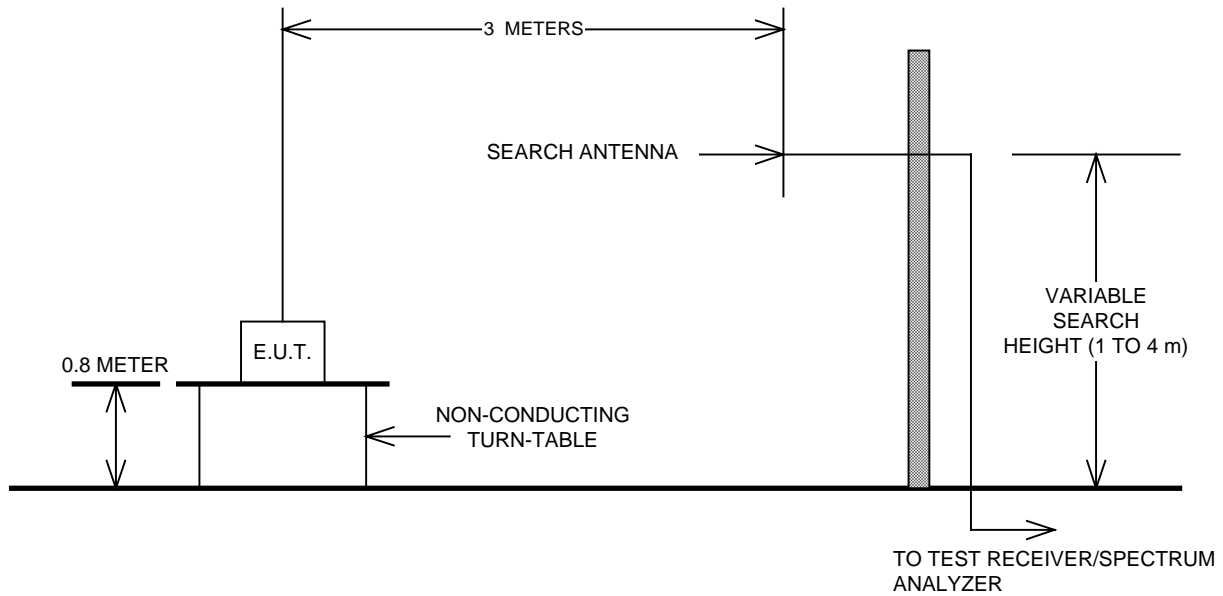 3 METERS
SEARCH ANTENNA
VARIABLE
SEARCH
HEIGHT (1 TO 4 m)
E.U.T.
0.8 METER
NON-CONDUCTING
TURN-TABLE
TO TEST RECEIVER/SPECTRUM
ANALYZER